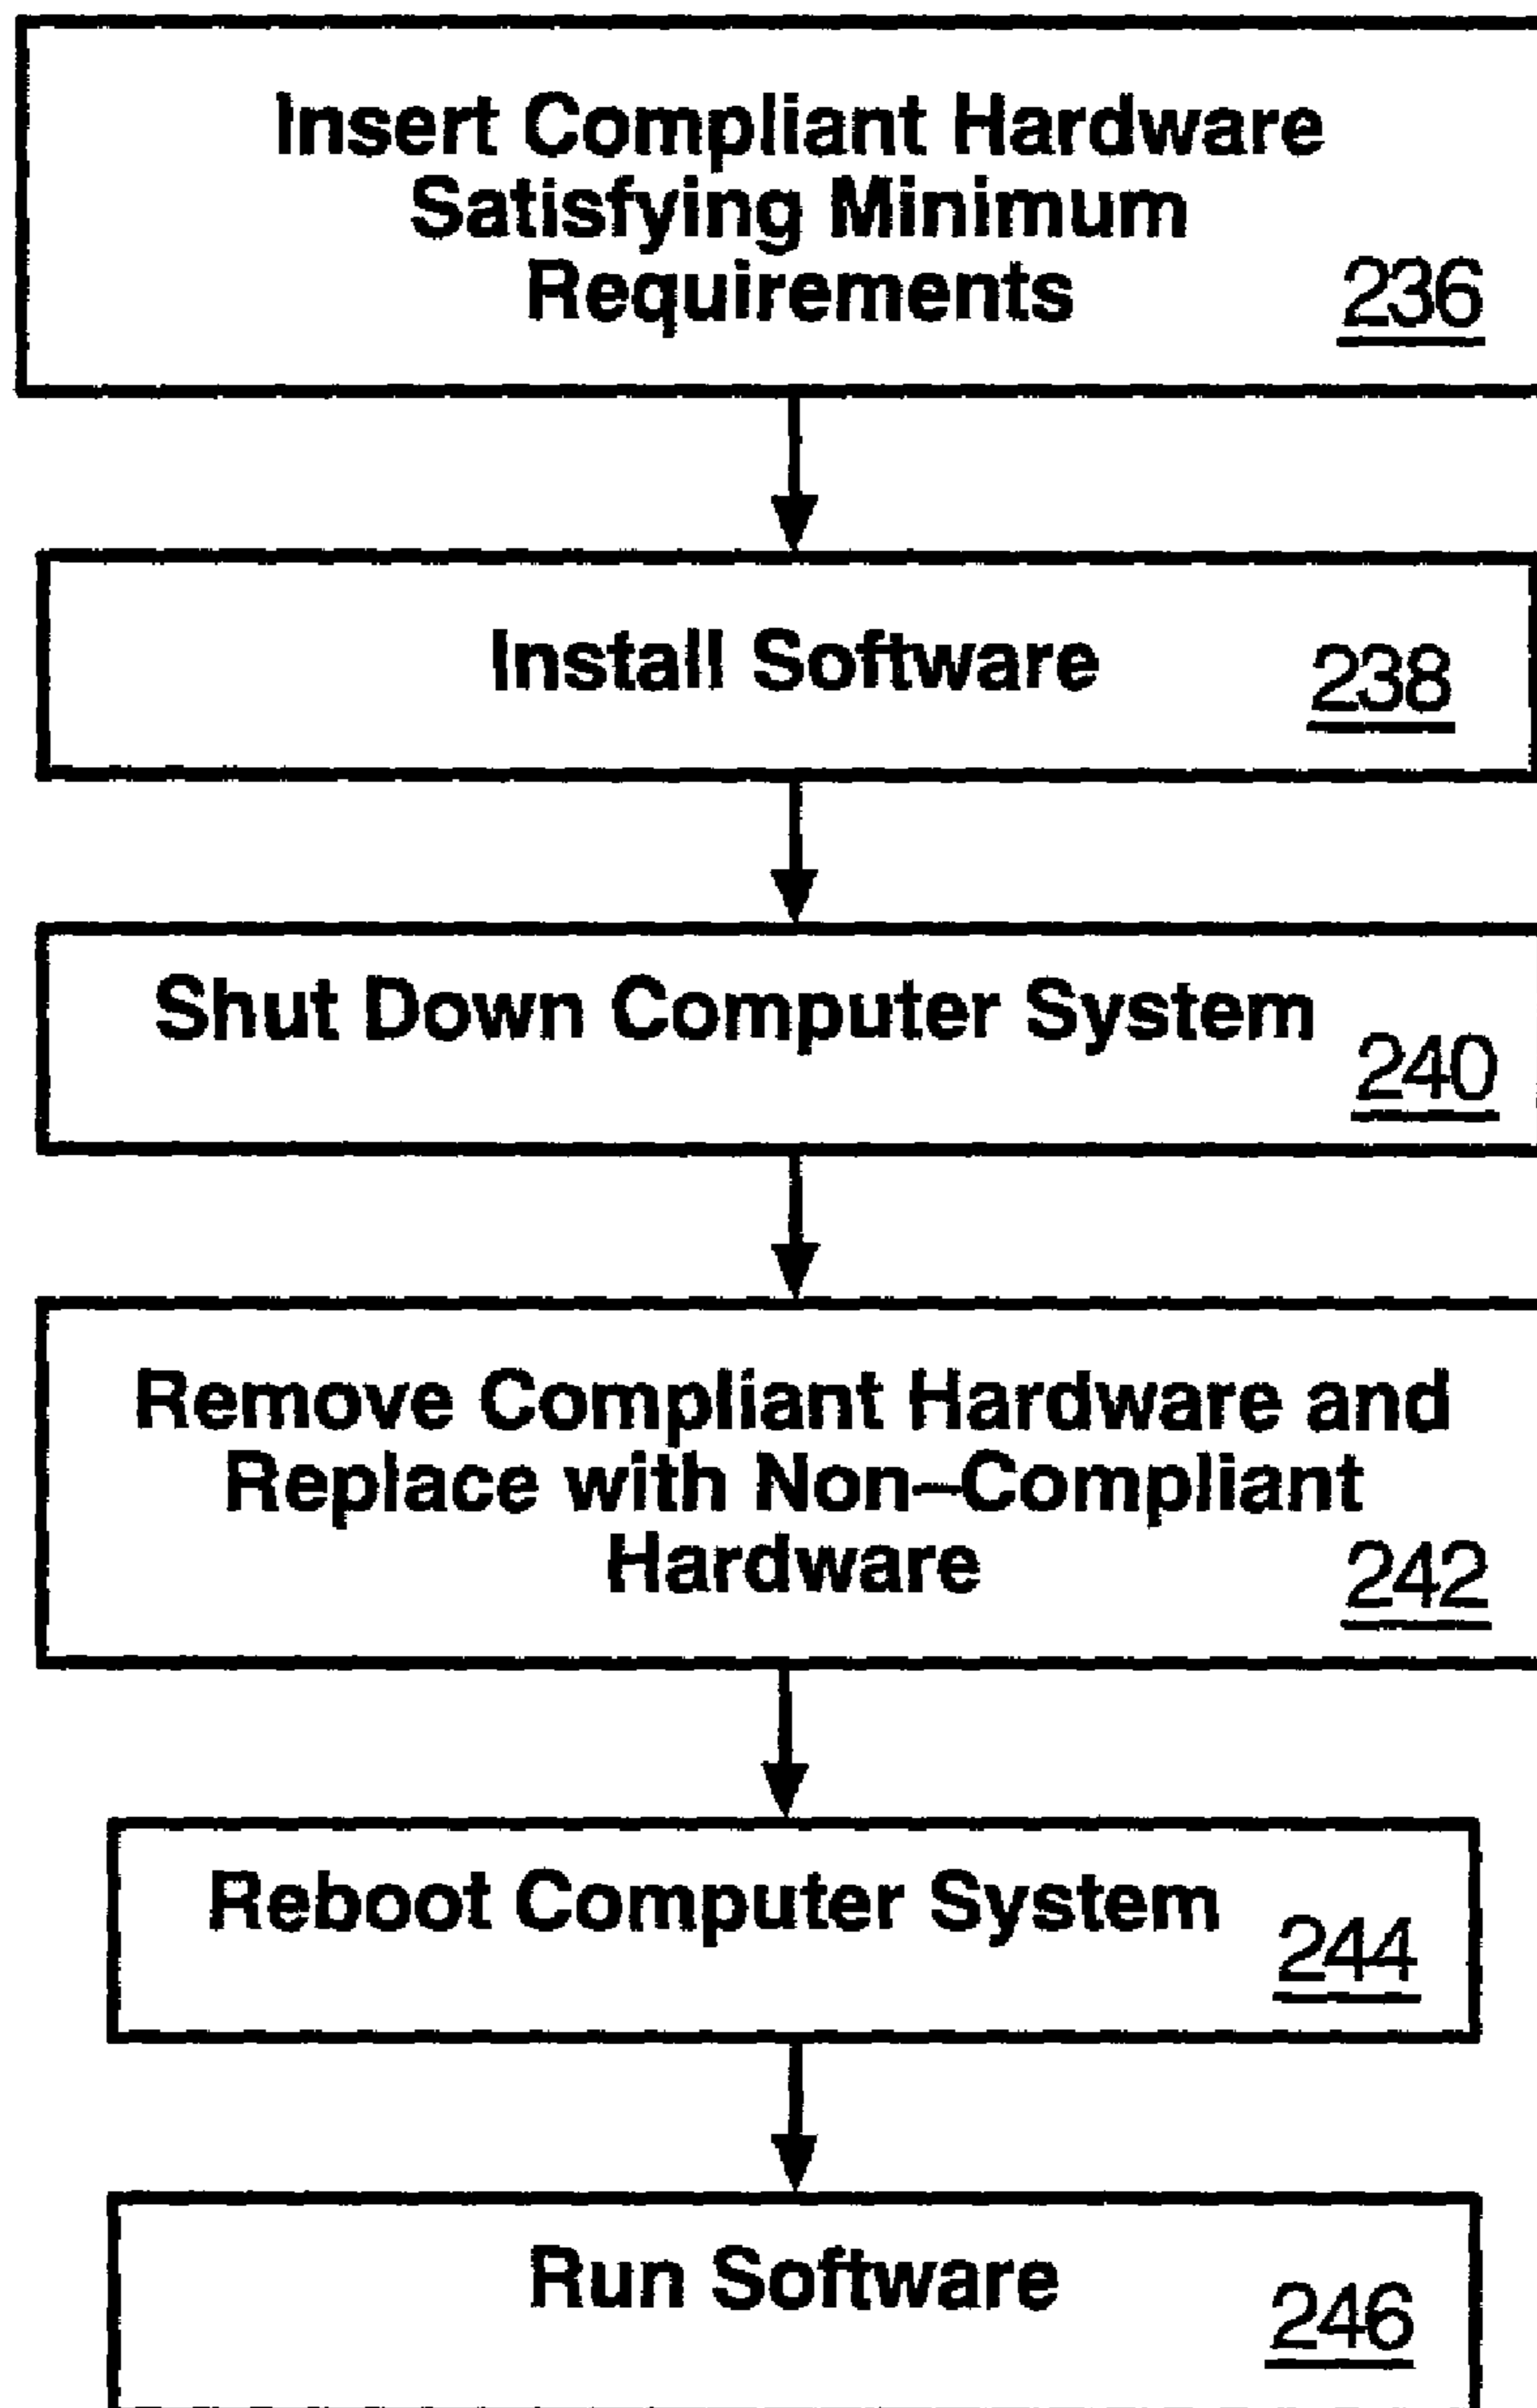 Insert Compliant Hardware
Satisfying Minimum
Requirements
236
Install Software
238
Shut Down Computer System
240
Remove Compliant Hardware and
Replace with Non–Compliant
Hardware
242
Reboot Computer System
244
Run Software
246